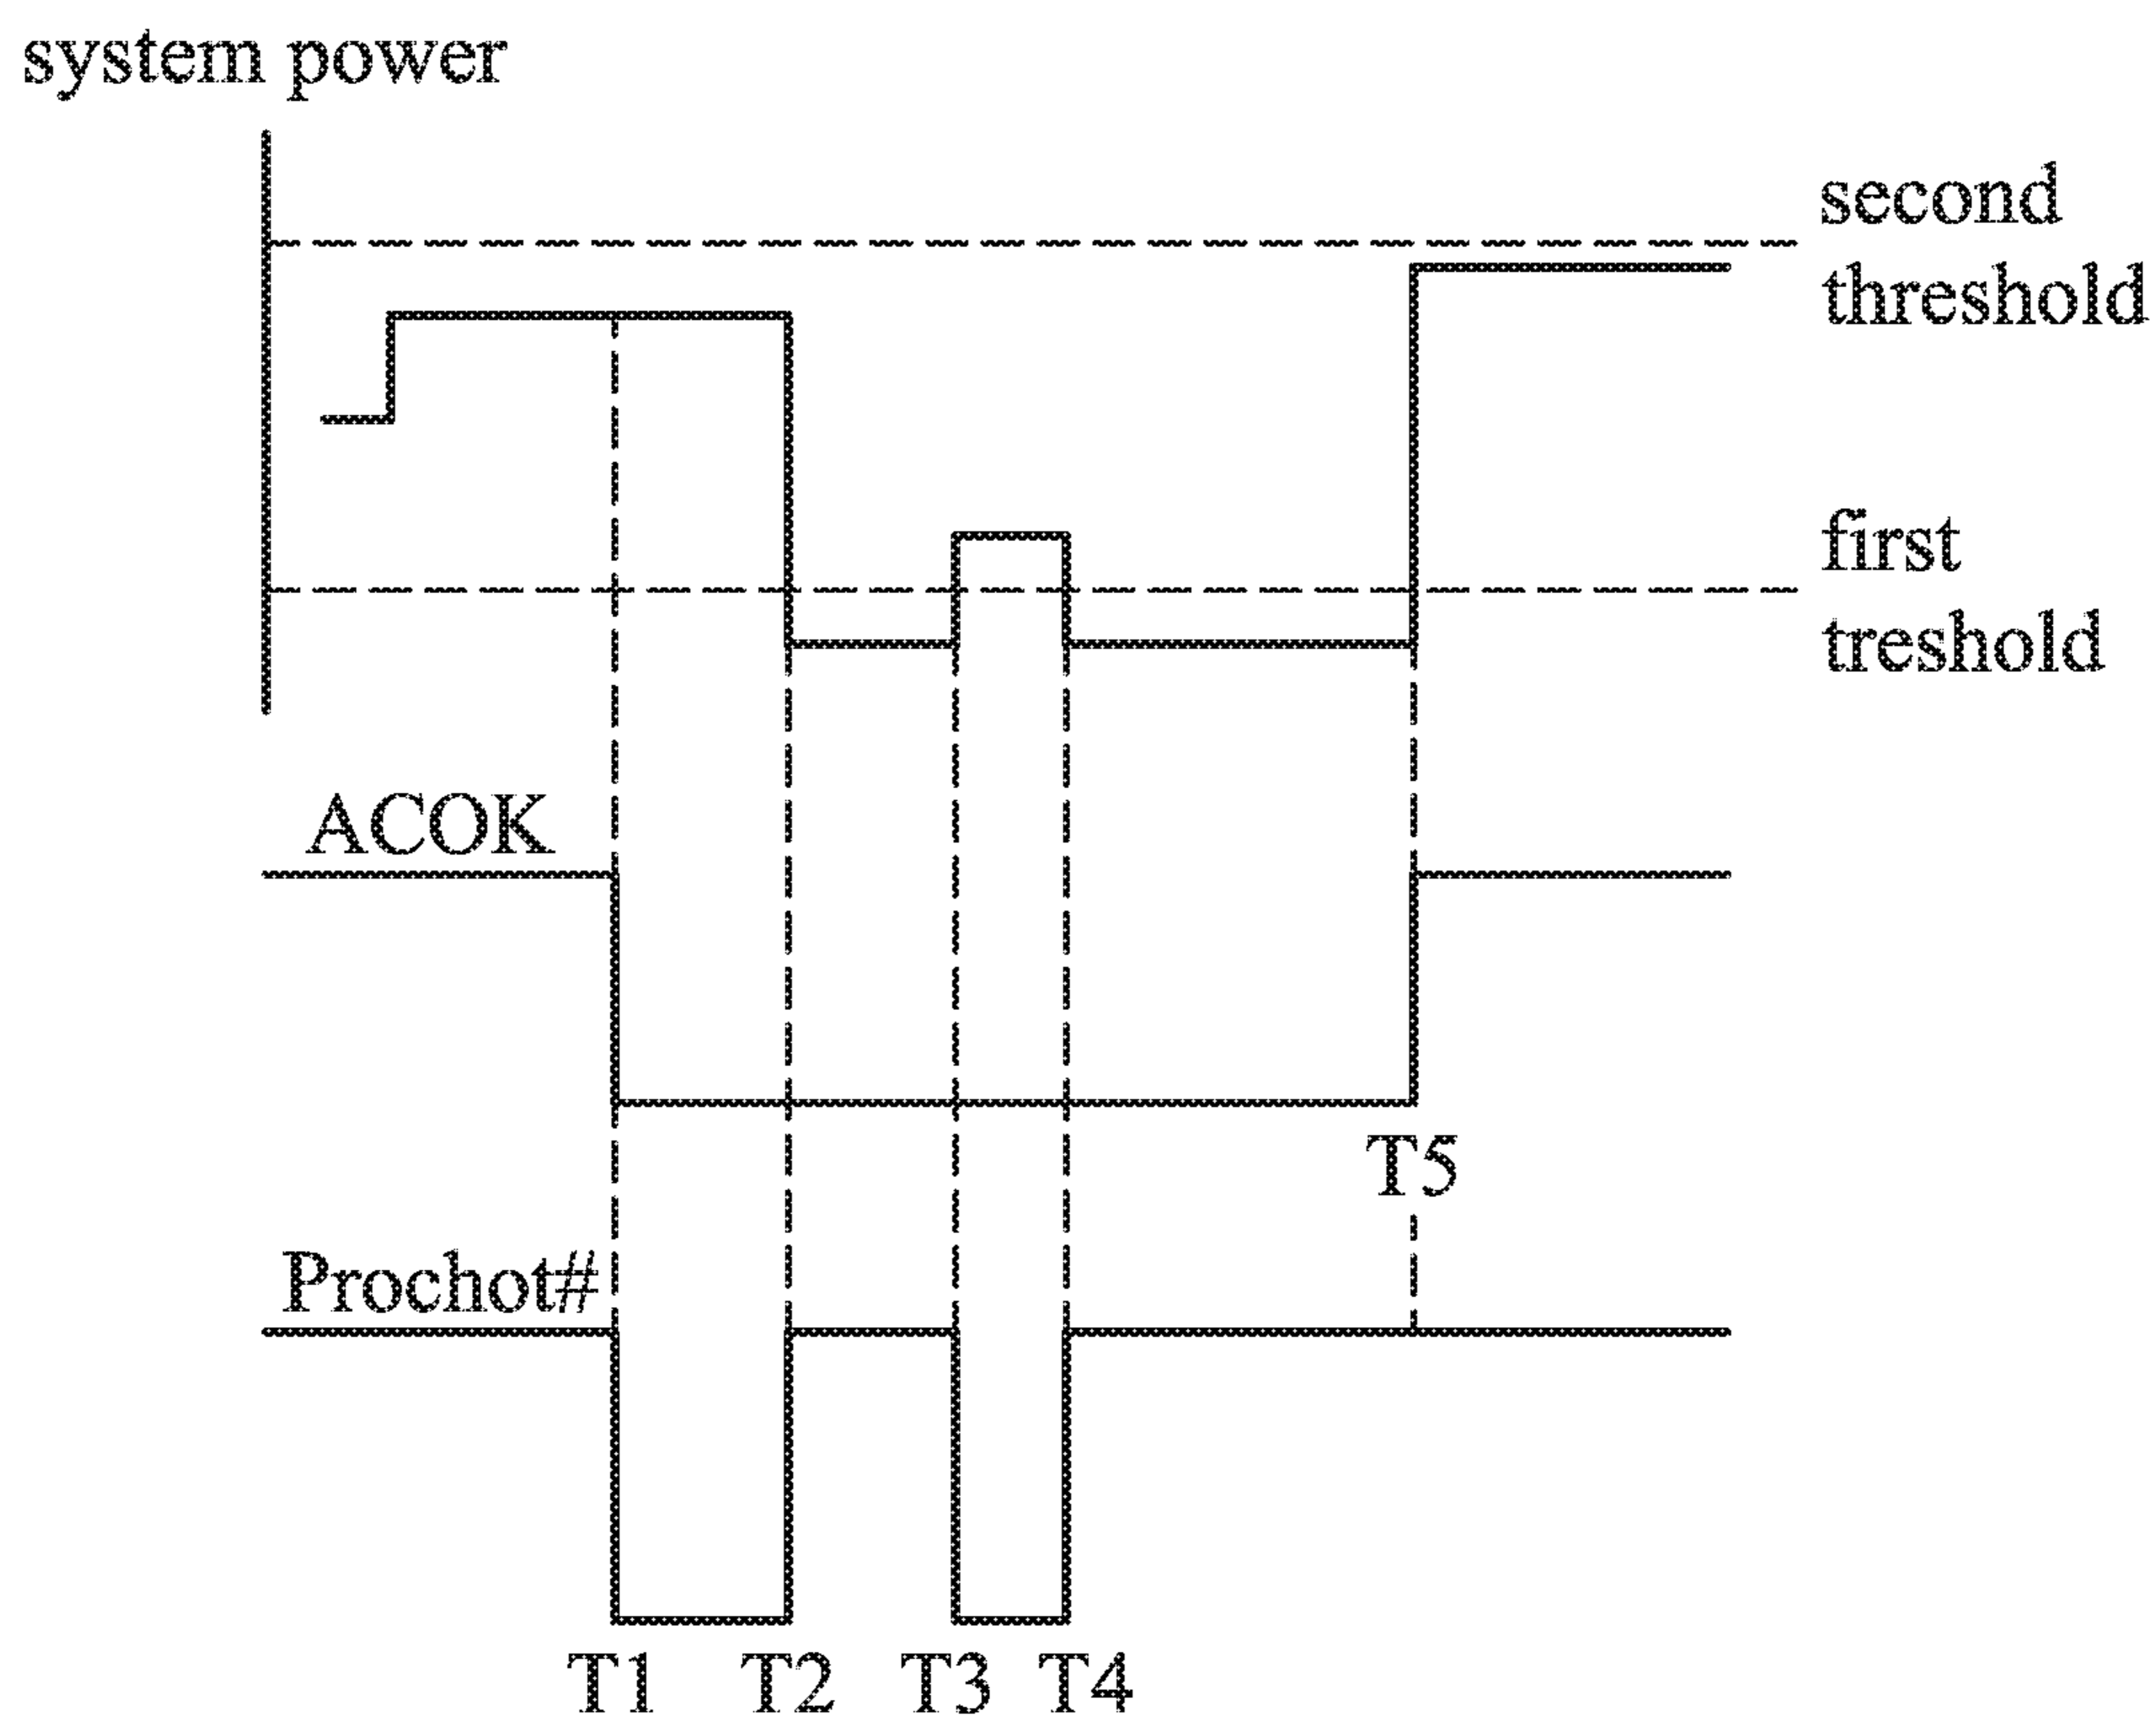 system power
second
threshold
first
treshold
ACOK
T5
Prochot#
T1 T2 T3 T4